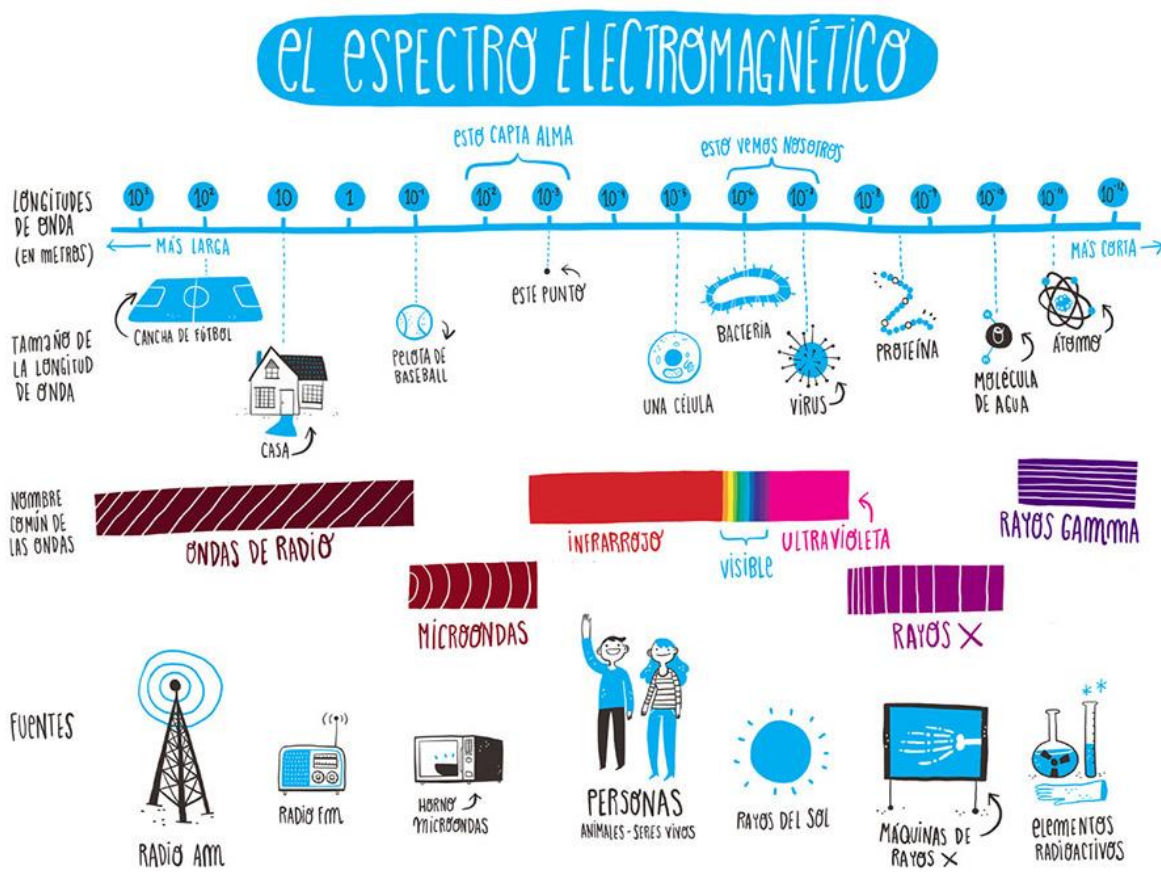 EL ESPECTRO ELECTROMAGNÉTICO
ESTO CAPTA ALMA
ESTO VEMOS NOSOTROS
LONGITUDES
DE ONDA
(EN METROS)
10³ 10² 10 1 10⁻¹ 10² 10⁻³ 10⁻⁴ 10⁻⁵ 10⁻⁶ 10⁻⁸ 10⁻⁸ 10⁻⁹ 10⁻¹⁰ 10⁻¹¹ 10⁻¹²
MÁS LARGA
MÁS CORTA
TAMAÑO DE
LA LONGITUD
DE ONDA
CANCHA DE FÚTBOL
CASA
PELOTA DE
BASEBALL
ESTE PUNTO
UNA CÉLULA
BACTERIA
VIRUS
PROTEÍNA
MOLÉCULA
DE AGUA
ÁTOMO
NOMBRE
COMÚN DE
LAS ONDAS
ONDAS DE RADIO
MICROONDAS
INFRARROJO
VISIBLE
ULTRAVIOLETA
RAYOS X
RAYOS GAMMA
FUENTES
RADIO AM
RADIO FM
HORNO
MICROONDAS
PERSONAS
ANIMALES - SERES VIVOS
RAYOS DEL SOL
MÁQUINAS DE
RAYOS X
ELEMENTOS
RADIOACTIVOS